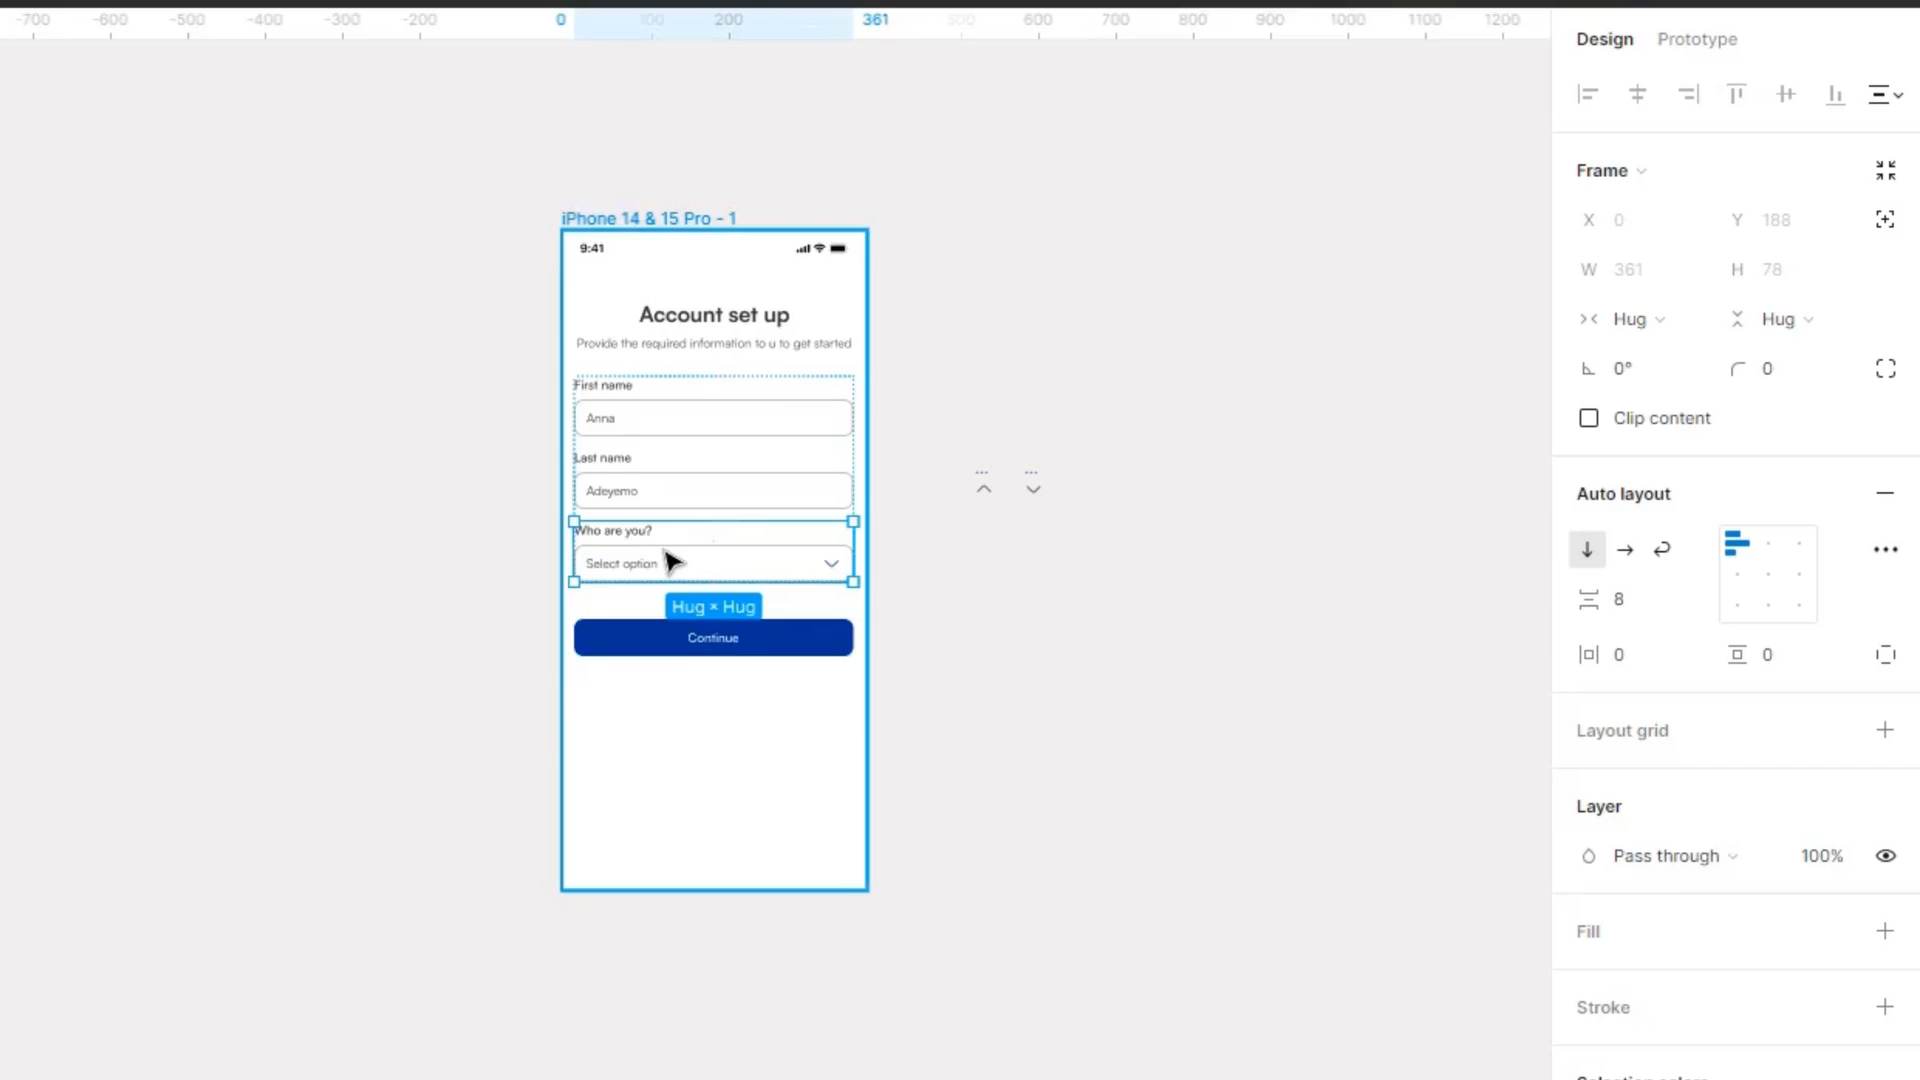 -700 -600 -500 -400 -300 -200 0 100 200 361 500 600 700 800 900 1000 1100 1200
Design Prototype
Frame
X 0 Y 188
W 361 H 78
Hug Hug
0° 0
Clip content
Auto layout
8
0 0
Layout grid
Layer
Pass through 100%
Fill
Stroke
iPhone 14 & 15 Pro - 1
9:41
Account set up
Provide the required information to u to get started
First name
Anna
Last name
Adeyemo
Who are you?
Select option
Hug × Hug
Continue